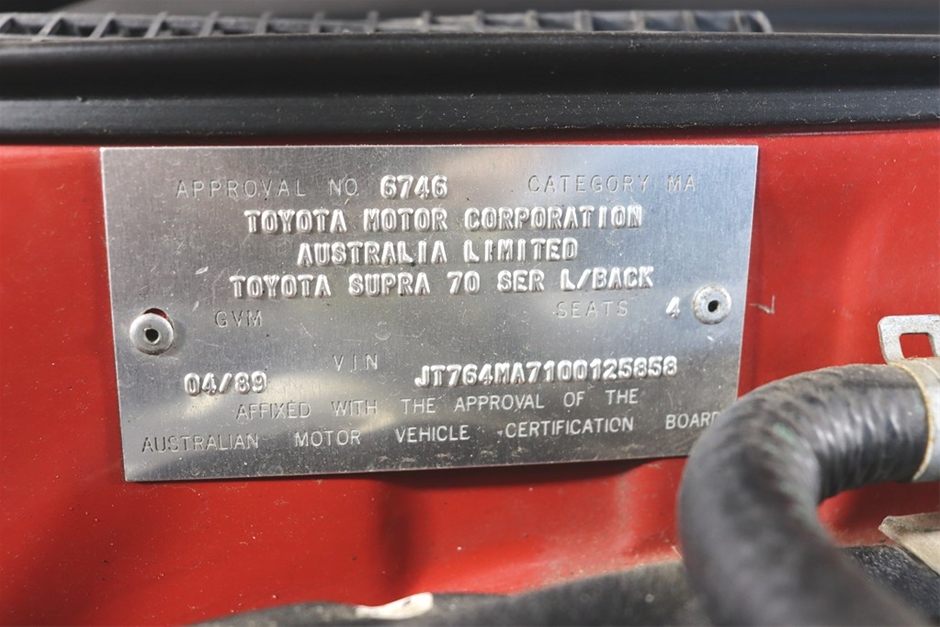 APPROVAL NO 6746 CATEGORY MA
TOYOTA MOTOR CORPORATION
AUSTRALIA LIMITED
TOYOTA SUPRA 70 SER L/BACK
GVM SEATS 4
VIN
04/89 JT764MA7100125858
AFFIXED WITH THE APPROVAL OF THE
AUSTRALIAN MOTOR VEHICLE CERTIFICATION BOARD